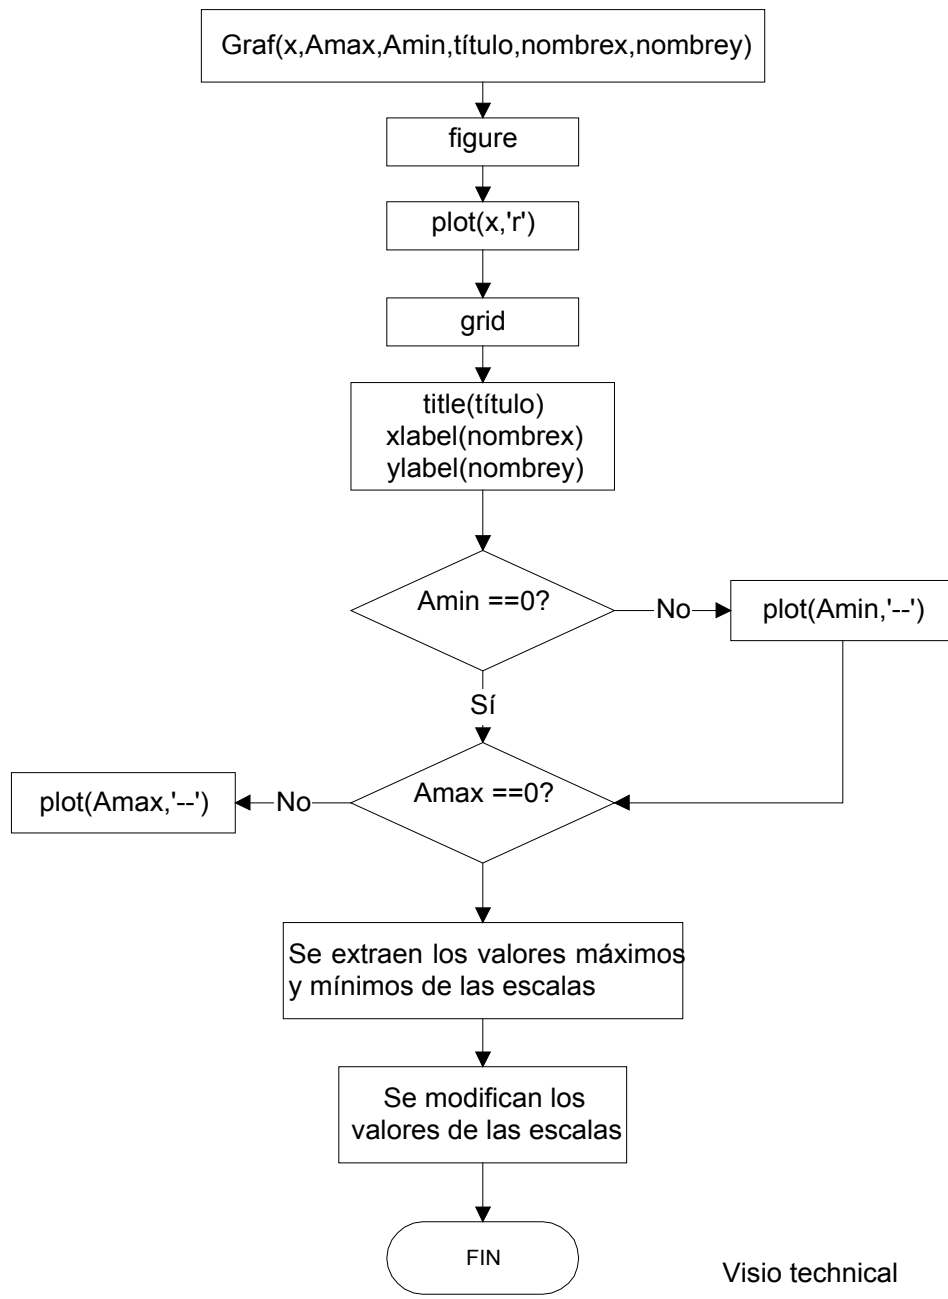 Graf(x,Amax,Amin,título,nombrex,nombrey)
figure
plot(x,'r')
grid
title(título)
xlabel(nombrex)
ylabel(nombrey)
Amin ==0?
No
plot(Amin,'--')
Sí
Amax ==0?
No
plot(Amax,'--')
Se extraen los valores máximos
y mínimos de las escalas
Se modifican los
valores de las escalas
FIN
Visio technical